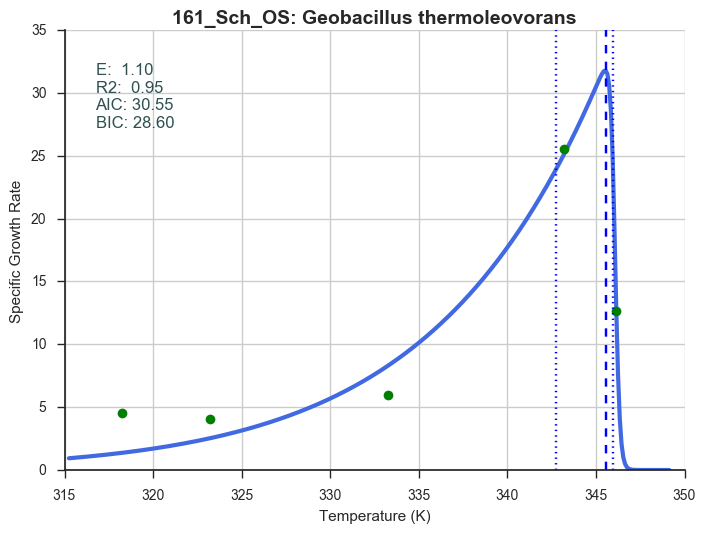 161_Sch_OS: Geobacillus thermoleovorans
E:  1.10
R2:  0.95
AIC: 30.55
BIC: 28.60
Specific Growth Rate
35
30
25
20
15
10
5
0
315 320 325 330 335 340 345 350
Temperature (K)